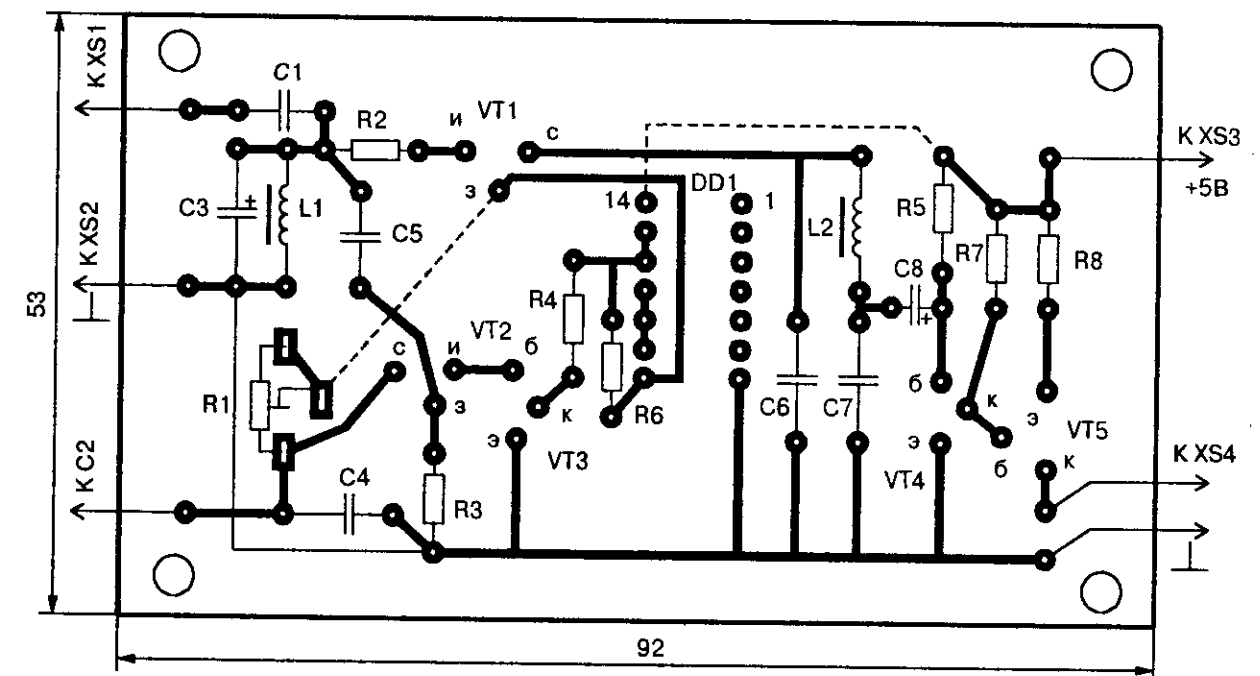 К XS1
C1
R2
и
VT1
с
К XS3
+5В
з
DD1
14
1
C3
+
L1
C5
L2
R5
R7
R8
C8
+
К XS2
R4
53
VT2
с
и
б
R1
з
к
R6
C6
C7
б
к
э
э
VT3
э
б
VT4
VT5
к
К XS4
К C2
C4
R3
92